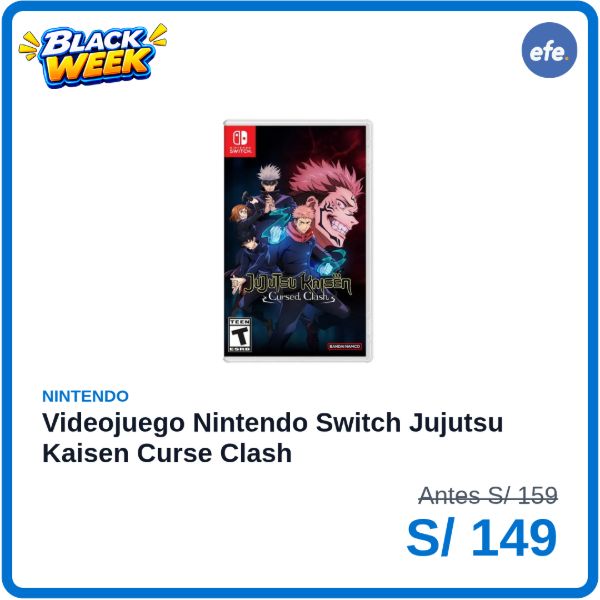 BLACK
WEEK
efe.
NINTENDO
SWITCH
JUJUTSU KAISEN
Cursed Clash
TEEN
T
ESRB
BANDAI NAMCO
NINTENDO
Videojuego Nintendo Switch Jujutsu
Kaisen Curse Clash
Antes S/ 159
S/ 149